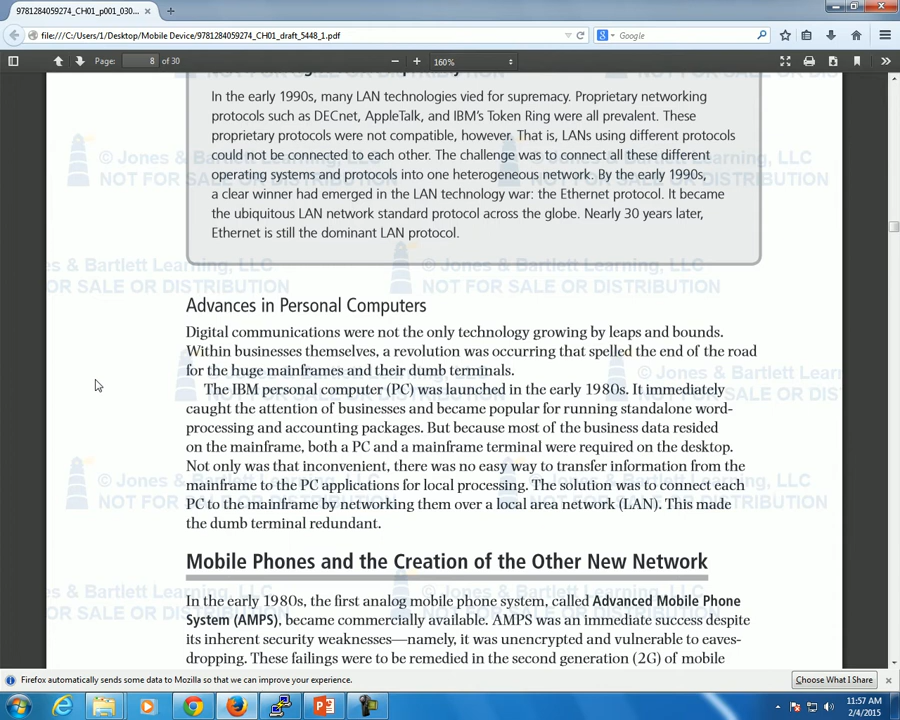 9781284059274_CH01_p001_030...
file:///C:/Users/1/Desktop/Mobile Device/9781284059274_CH01_draft_5448_1.pdf
Google
Page: 8 of 30
160%
In the early 1990s, many LAN technologies vied for supremacy. Proprietary networking
protocols such as DECnet, AppleTalk, and IBM's Token Ring were all prevalent. These
proprietary protocols were not compatible, however. That is, LANs using different protocols
could not be connected to each other. The challenge was to connect all these different
operating systems and protocols into one heterogeneous network. By the early 1990s,
a clear winner had emerged in the LAN technology war: the Ethernet protocol. It became
the ubiquitous LAN network standard protocol across the globe. Nearly 30 years later,
Ethernet is still the dominant LAN protocol.
© Jones & Bartlett Learning, LLC
NOT FOR SALE OR DISTRIBUTION
Advances in Personal Computers
Digital communications were not the only technology growing by leaps and bounds.
Within businesses themselves, a revolution was occurring that spelled the end of the road
for the huge mainframes and their dumb terminals.
The IBM personal computer (PC) was launched in the early 1980s. It immediately
caught the attention of businesses and became popular for running standalone word-
processing and accounting packages. But because most of the business data resided
on the mainframe, both a PC and a mainframe terminal were required on the desktop.
Not only was that inconvenient, there was no easy way to transfer information from the
mainframe to the PC applications for local processing. The solution was to connect each
PC to the mainframe by networking them over a local area network (LAN). This made
the dumb terminal redundant.
Mobile Phones and the Creation of the Other New Network
In the early 1980s, the first analog mobile phone system, called Advanced Mobile Phone
System (AMPS), became commercially available. AMPS was an immediate success despite
its inherent security weaknesses—namely, it was unencrypted and vulnerable to eaves-
dropping. These failings were to be remedied in the second generation (2G) of mobile
Firefox automatically sends some data to Mozilla so that we can improve your experience.
Choose What I Share
11:57 AM
2/4/2015